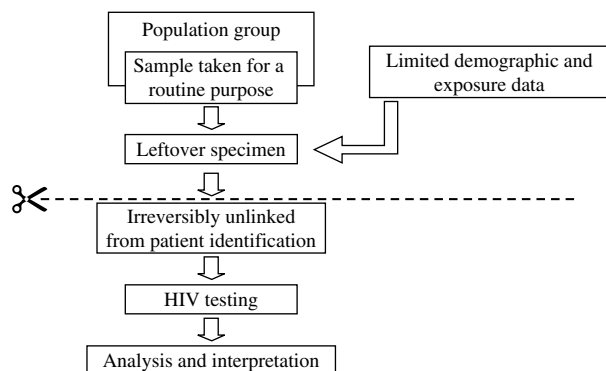 Population group
Sample taken for a
routine purpose
Limited demographic and
exposure data
Leftover specimen
Irreversibly unlinked
from patient identification
HIV testing
Analysis and interpretation